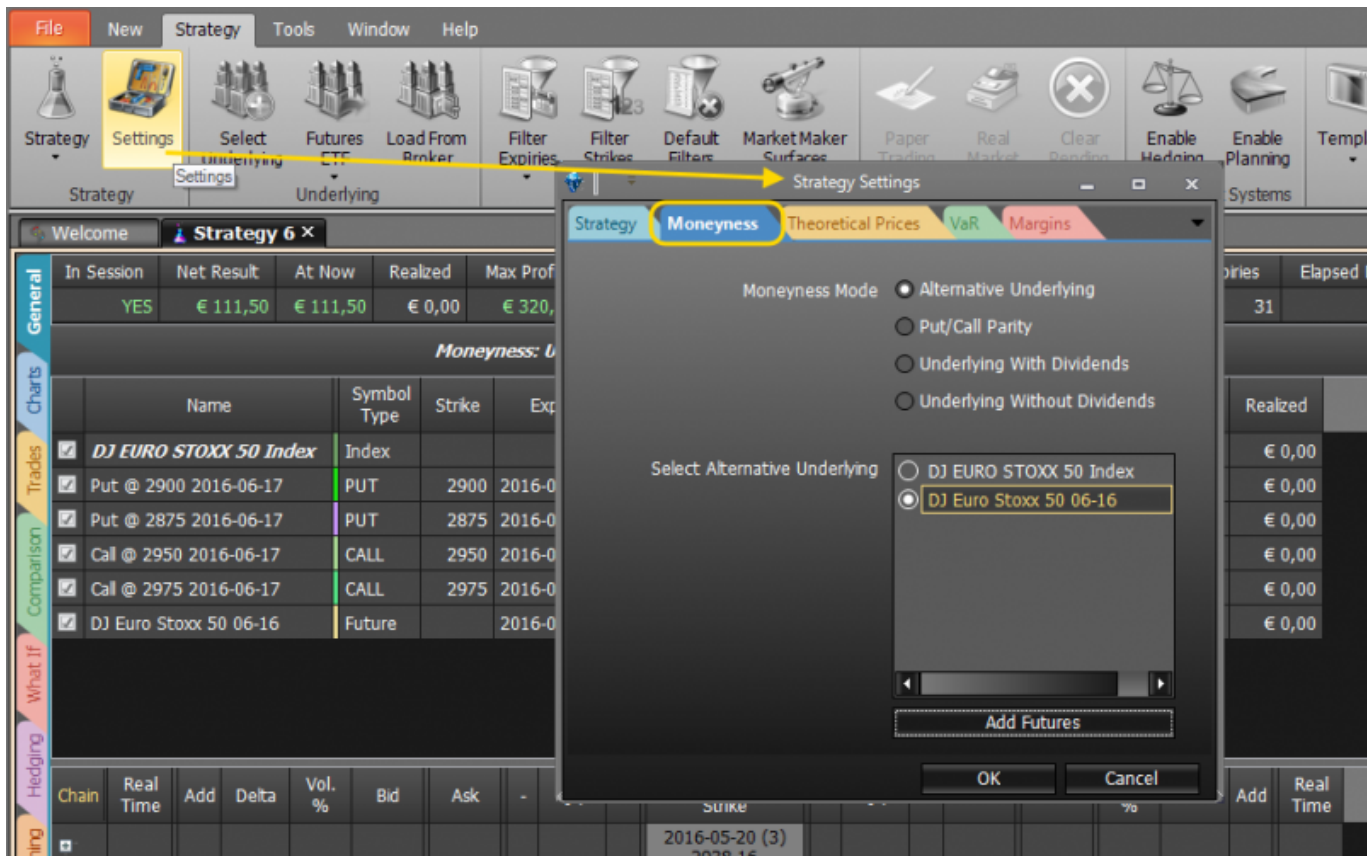 File New Strategy Tools Window Help
Strategy Settings Select Underlying Futures ETF Load From Broker Filter Expiries Filter Strikes Default Filters Market Maker Surfaces Paper Trading Real Market Clear Pending Enable Hedging Enable Planning
Settings
Strategy Underlying Systems
Strategy Settings
Welcome Strategy 6 ×
Strategy Moneyness Theoretical Prices VaR Margins
General
Charts
Trades
Comparison
What If
Hedging
In Session Net Result At Now Realized
YES € 111,50 € 111,50 € 0,00 € 320, 31
Moneyness:
Name Symbol Type Strike Realized
DJ EURO STOXX 50 Index Index € 0,00
Put @ 2900 2016-06-17 PUT 2900 2016-0 € 0,00
Put @ 2875 2016-06-17 PUT 2875 2016-0 € 0,00
Call @ 2950 2016-06-17 CALL 2950 2016-0 € 0,00
Call @ 2975 2016-06-17 CALL 2975 2016-0 € 0,00
DJ Euro Stoxx 50 06-16 Future 2016-0 € 0,00
Moneyness Mode Alternative Underlying
Put/Call Parity
Underlying With Dividends
Underlying Without Dividends
Select Alternative Underlying DJ EURO STOXX 50 Index
DJ Euro Stoxx 50 06-16
Add Futures
OK Cancel
Chain Real Time Add Delta Vol. % Bid Ask - Strike % Add Real Time
2016-05-20 (3)